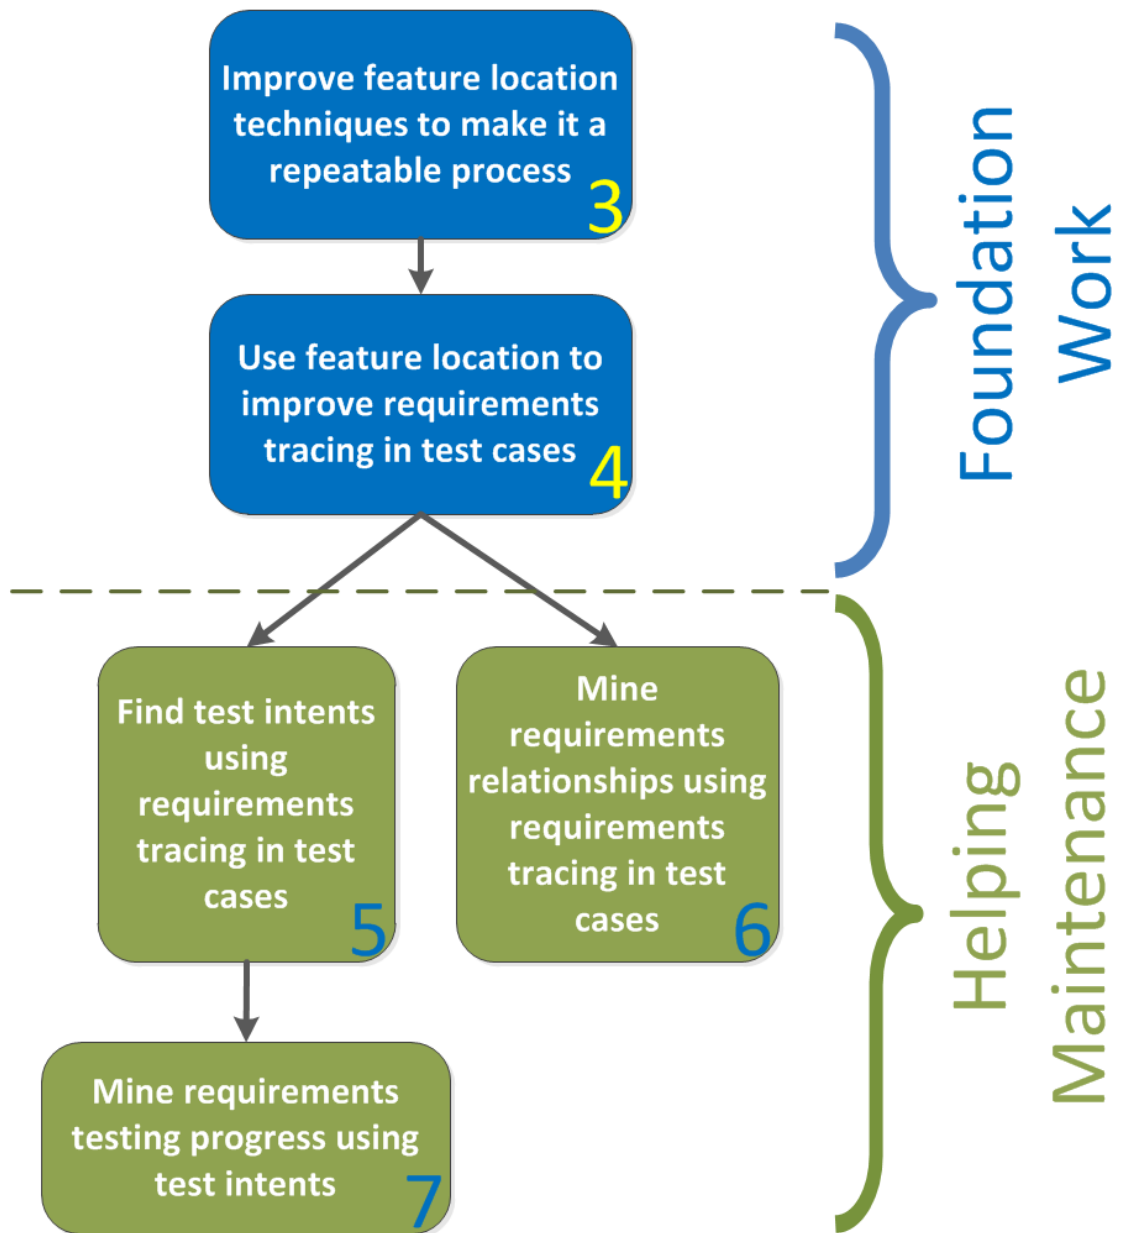 Improve feature location
techniques to make it a
repeatable process
3
Use feature location to
improve requirements
tracing in test cases
4
Foundation
Work
Find test intents
using
requirements
tracing in test
cases
5
Mine
requirements
relationships using
requirements
tracing in test
cases
6
Mine requirements
testing progress using
test intents
7
Helping
Maintenance